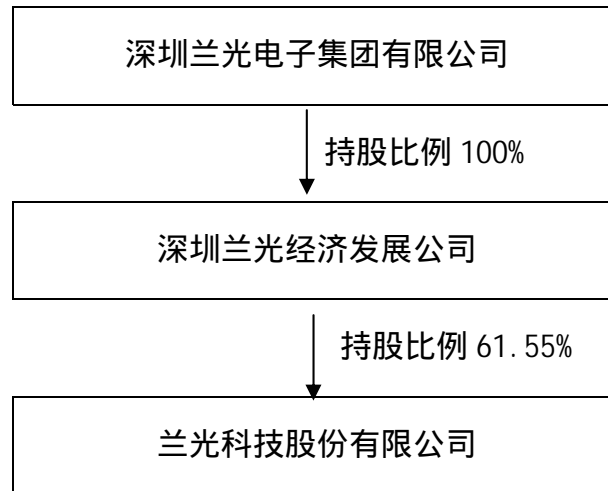 深圳兰光电子集团有限公司
持股比例 100%
深圳兰光经济发展公司
持股比例 61.55%
兰光科技股份有限公司